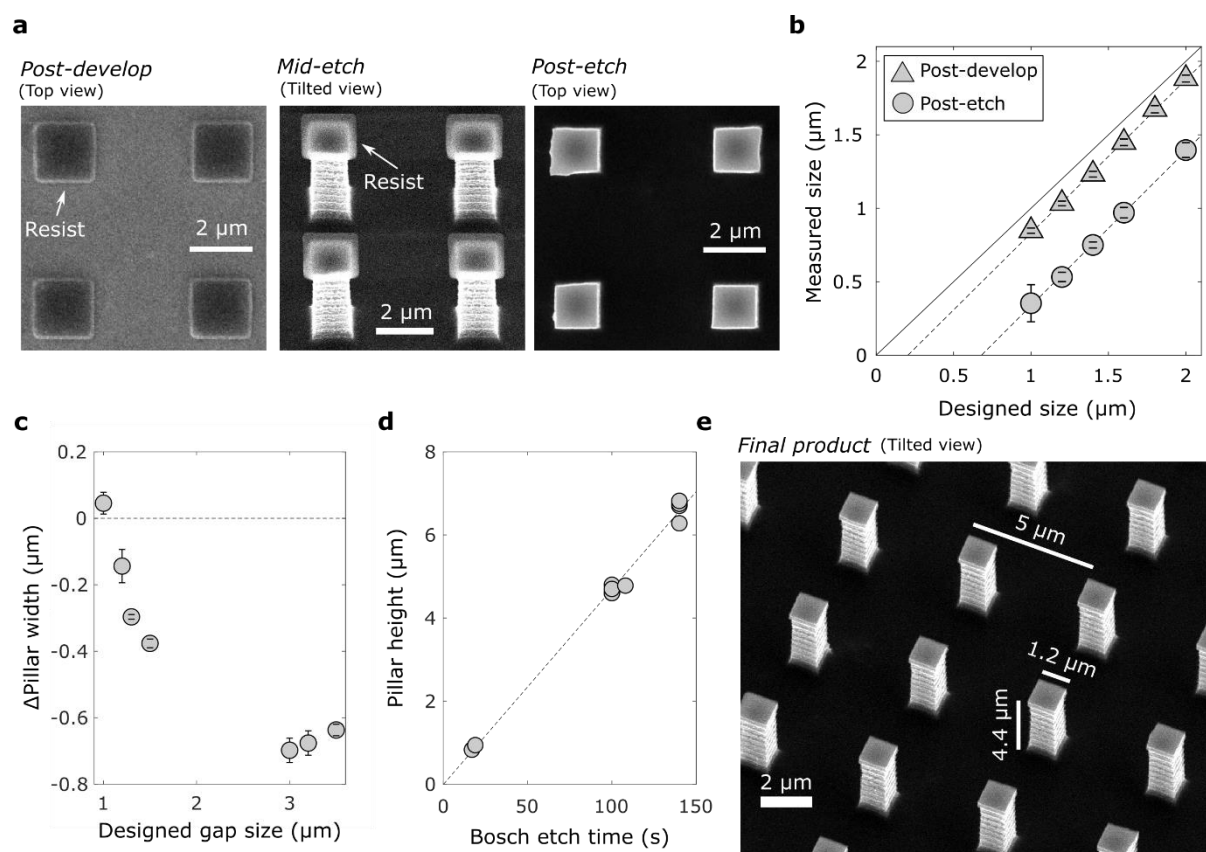 a
Post-develop
(Top view)
Resist
2 µm
Mid-etch
(Tilted view)
Resist
2 µm
Post-etch
(Top view)
2 µm
b
Post-develop
Post-etch
2
1.5
1
0.5
0
0
0.5
1
1.5
2
Measured size (µm)
Designed size (µm)
c
0.2
0
-0.2
-0.4
-0.6
-0.8
1
2
3
ΔPillar width (µm)
Designed gap size (µm)
d
8
6
4
2
0
0
50
100
150
Pillar height (µm)
Bosch etch time (s)
e
Final product (Tilted view)
5 µm
1.2 µm
4.4 µm
2 µm